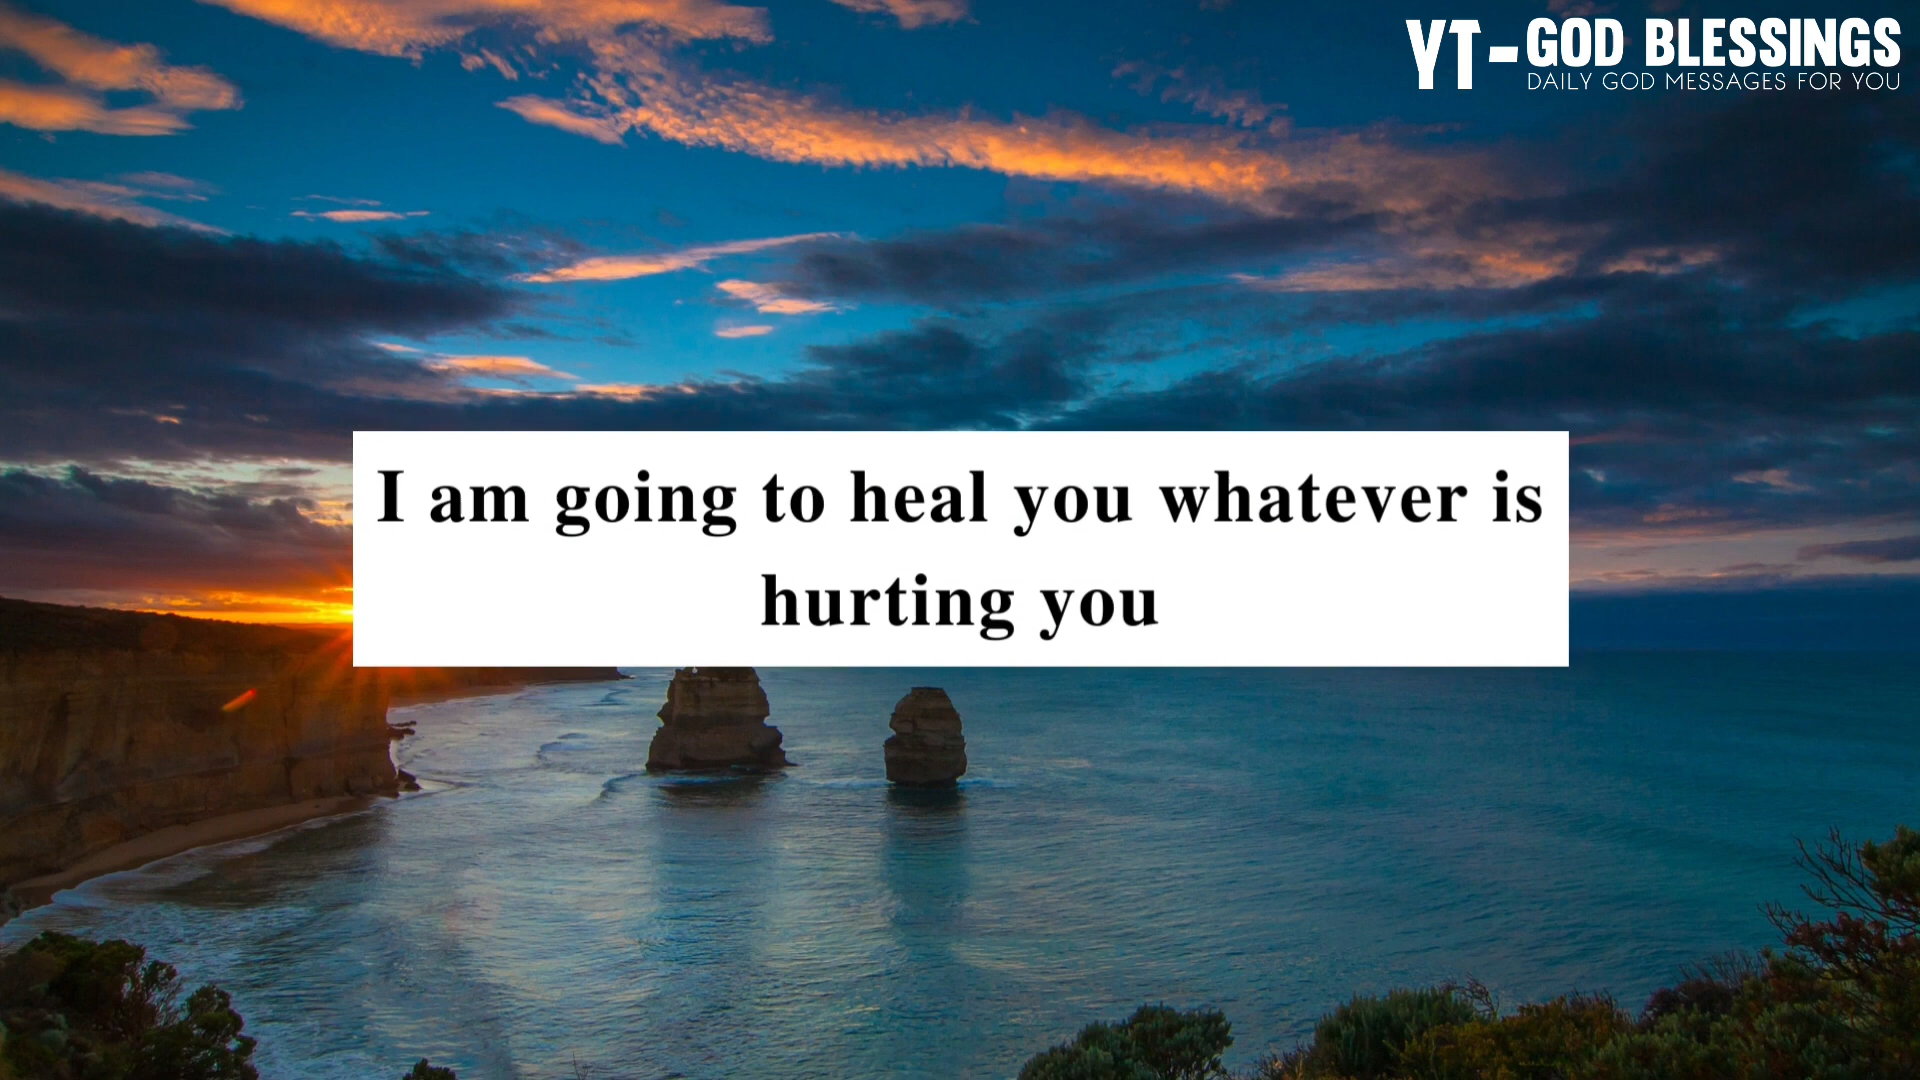 YT-GOD BLESSINGS
DAILY GOD MESSAGES FOR YOU
I am going to heal you whatever is
hurting you